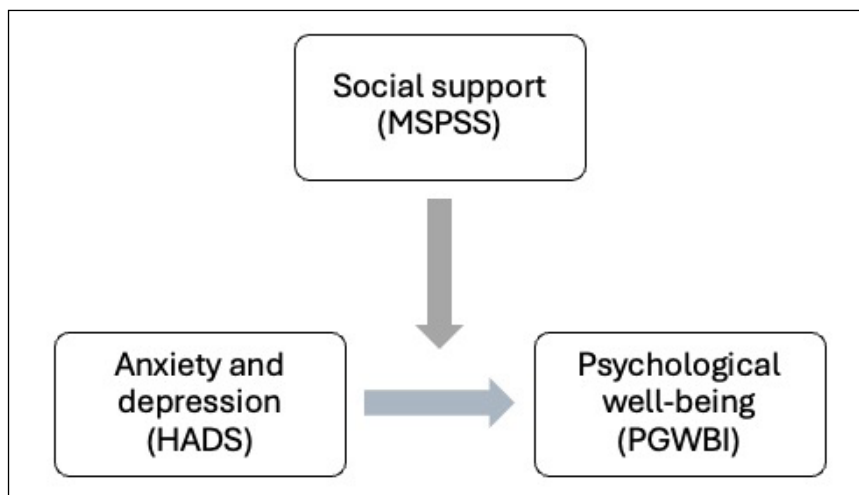 Social support
(MSPSS)
Anxiety and
depression
(HADS)
Psychological
well-being
(PGWBI)